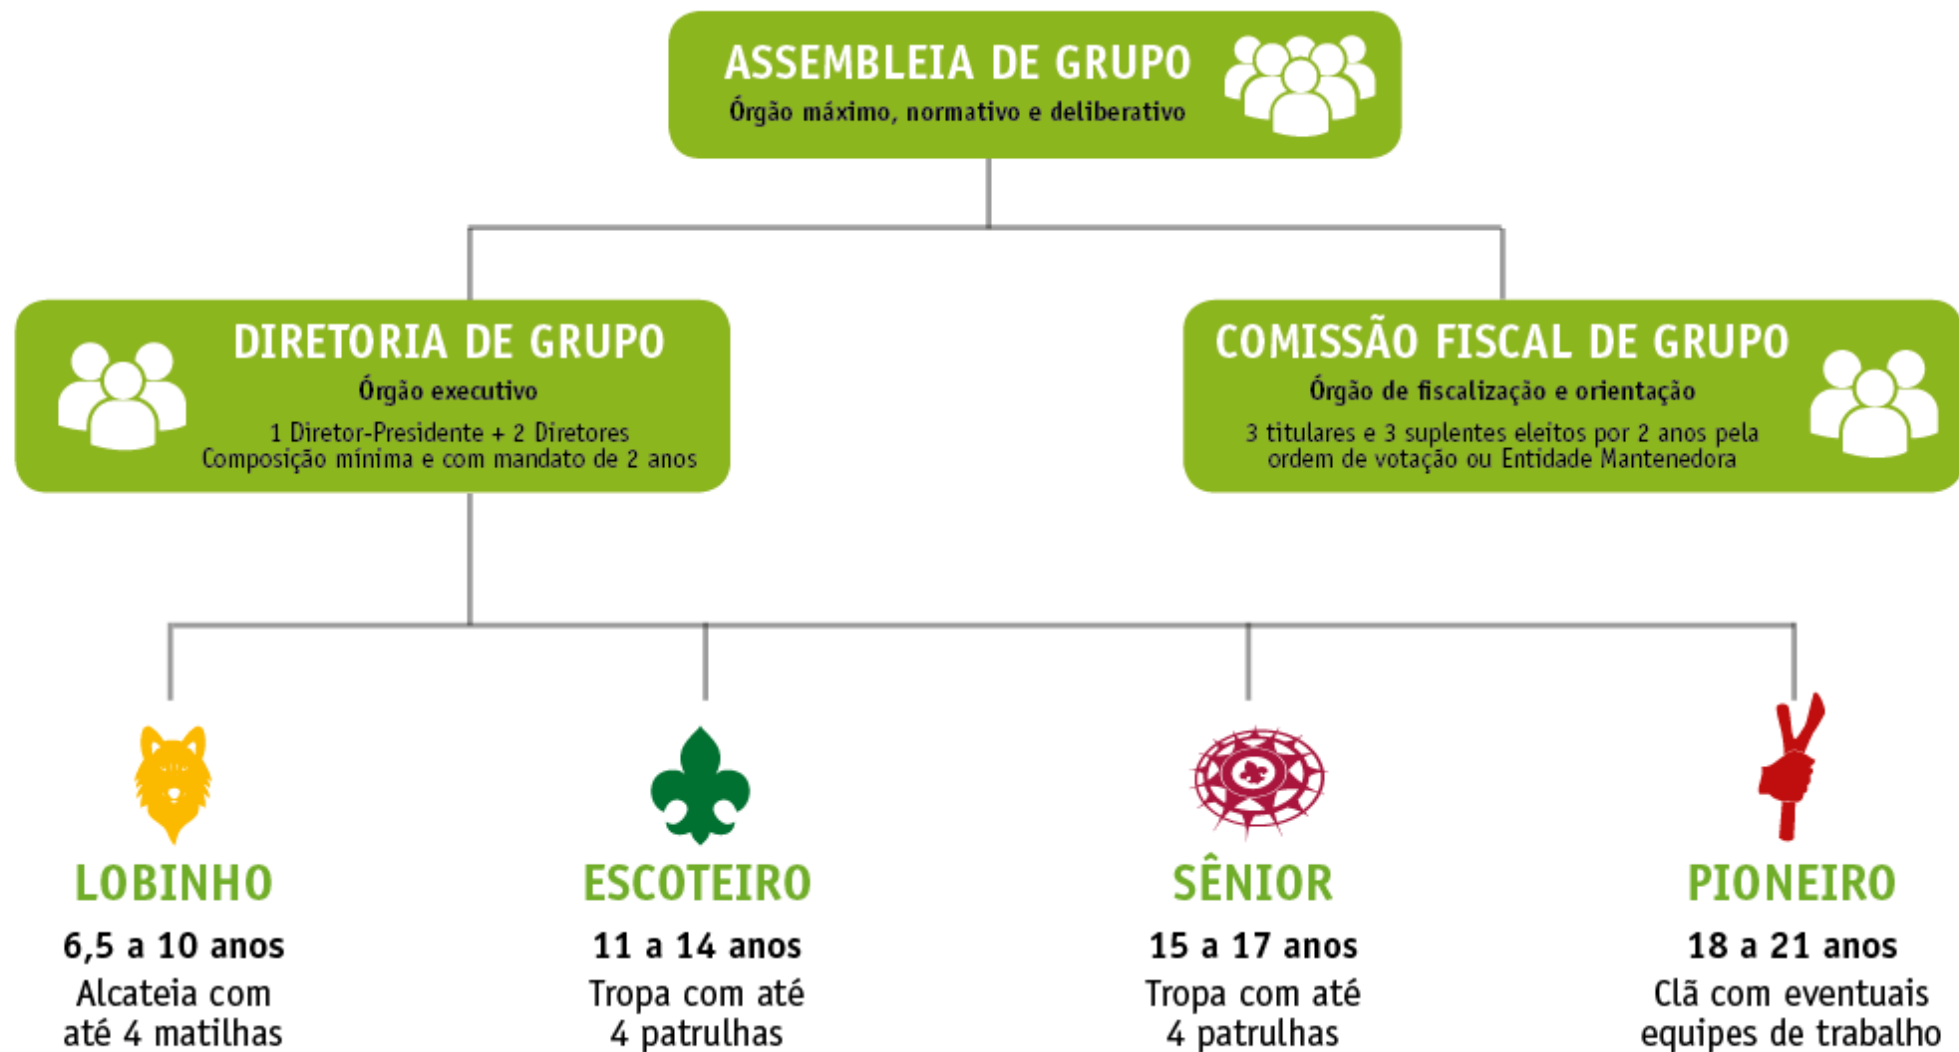 ASSEMBLEIA DE GRUPO
Órgão máximo, normativo e deliberativo
DIRETORIA DE GRUPO
Órgão executivo
1 Diretor-Presidente + 2 Diretores
Composição mínima e com mandato de 2 anos
COMISSÃO FISCAL DE GRUPO
Órgão de fiscalização e orientação
3 titulares e 3 suplentes eleitos por 2 anos pela
ordem de votação ou Entidade Mantenedora
LOBINHO
6,5 a 10 anos
Alcateia com
até 4 matilhas
ESCOTEIRO
11 a 14 anos
Tropa com até
4 patrulhas
SÊNIOR
15 a 17 anos
Tropa com até
4 patrulhas
PIONEIRO
18 a 21 anos
Clã com eventuais
equipes de trabalho